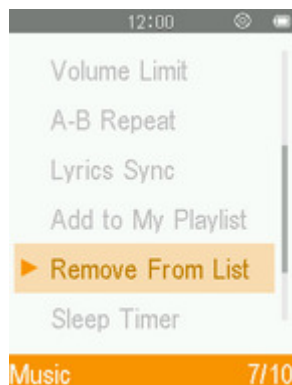 12:00
Volume Limit
A-B Repeat
Lyrics Sync
Add to My Playlist
Remove From List
Sleep Timer
Music 7/10